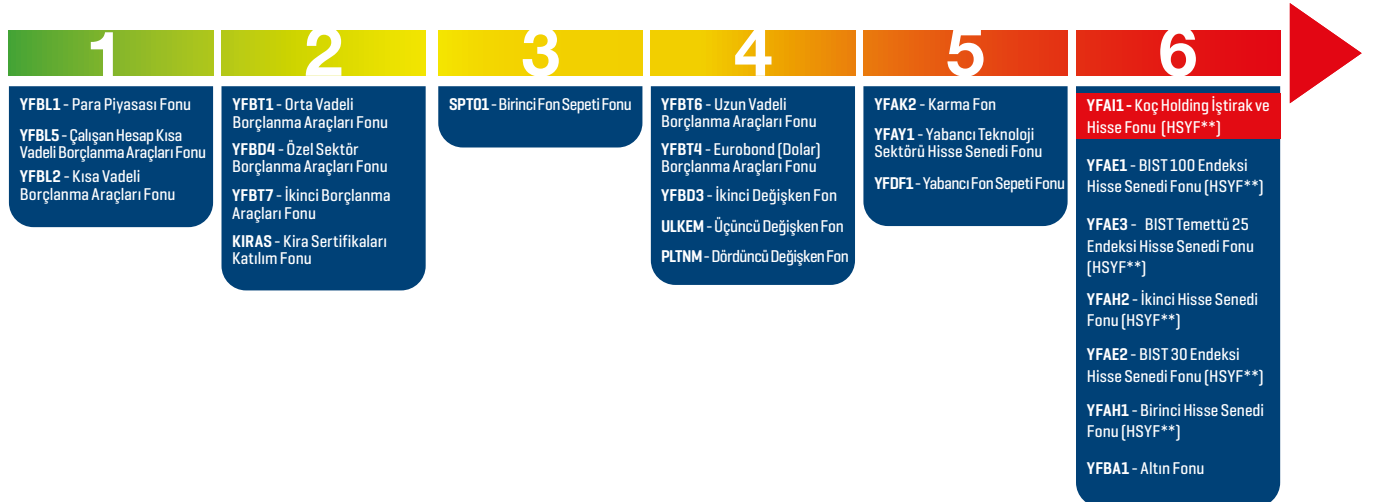 1
YFBL1 - Para Piyasası Fonu
YFBL5 - Çalışan Hesap Kısa
Vadeli Borçlanma Araçları Fonu
YFBL2 - Kısa Vadeli
Borçlanma Araçları Fonu
2
YFBT1 - Orta Vadeli
Borçlanma Araçları Fonu
YFBD4 - Özel Sektör
Borçlanma Araçları Fonu
YFBT7 - İkinci Borçlanma
Araçları Fonu
KIRAS - Kira Sertifikaları
Katılım Fonu
3
SPT01 - Birinci Fon Sepeti Fonu
4
YFBT6 - Uzun Vadeli
Borçlanma Araçları Fonu
YFBT4 - Eurobond (Dolar)
Borçlanma Araçları Fonu
YFBD3 - İkinci Değişken Fon
ULKEM - Üçüncü Değişken Fon
PLTNM - Dördüncü Değişken Fon
5
YFAK2 - Karma Fon
YFAY1 - Yabancı Teknoloji
Sektörü Hisse Senedi Fonu
YFDF1 - Yabancı Fon Sepeti Fonu
6
YFAI1 - Koç Holding İştirak ve
Hisse Fonu (HSYF**)
YFAE1 - BIST 100 Endeksi
Hisse Senedi Fonu (HSYF**)
YFAE3 - BIST Temettü 25
Endeksi Hisse Senedi Fonu
(HSYF**)
YFAH2 - İkinci Hisse Senedi
Fonu (HSYF**)
YFAE2 - BIST 30 Endeksi
Hisse Senedi Fonu (HSYF**)
YFAH1 - Birinci Hisse Senedi
Fonu (HSYF**)
YFBA1 - Altın Fonu